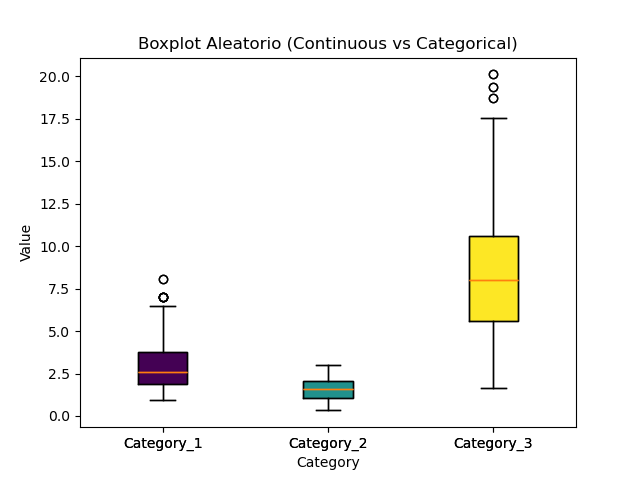 Boxplot Aleatorio (Continuous vs Categorical)
20.0
17.5
15.0
12.5
10.0
7.5
5.0
2.5
0.0
Value
Category_1
Category_2
Category_3
Category